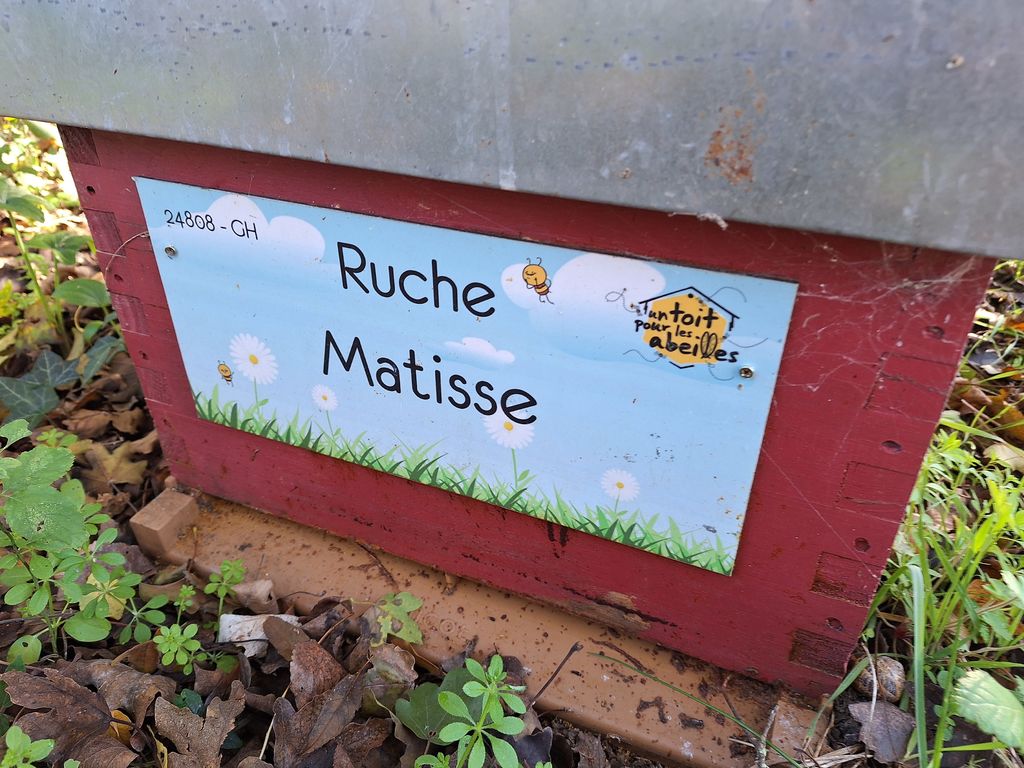 24808 - GH
Ruche
Matisse
un toit
pour les
abeilles